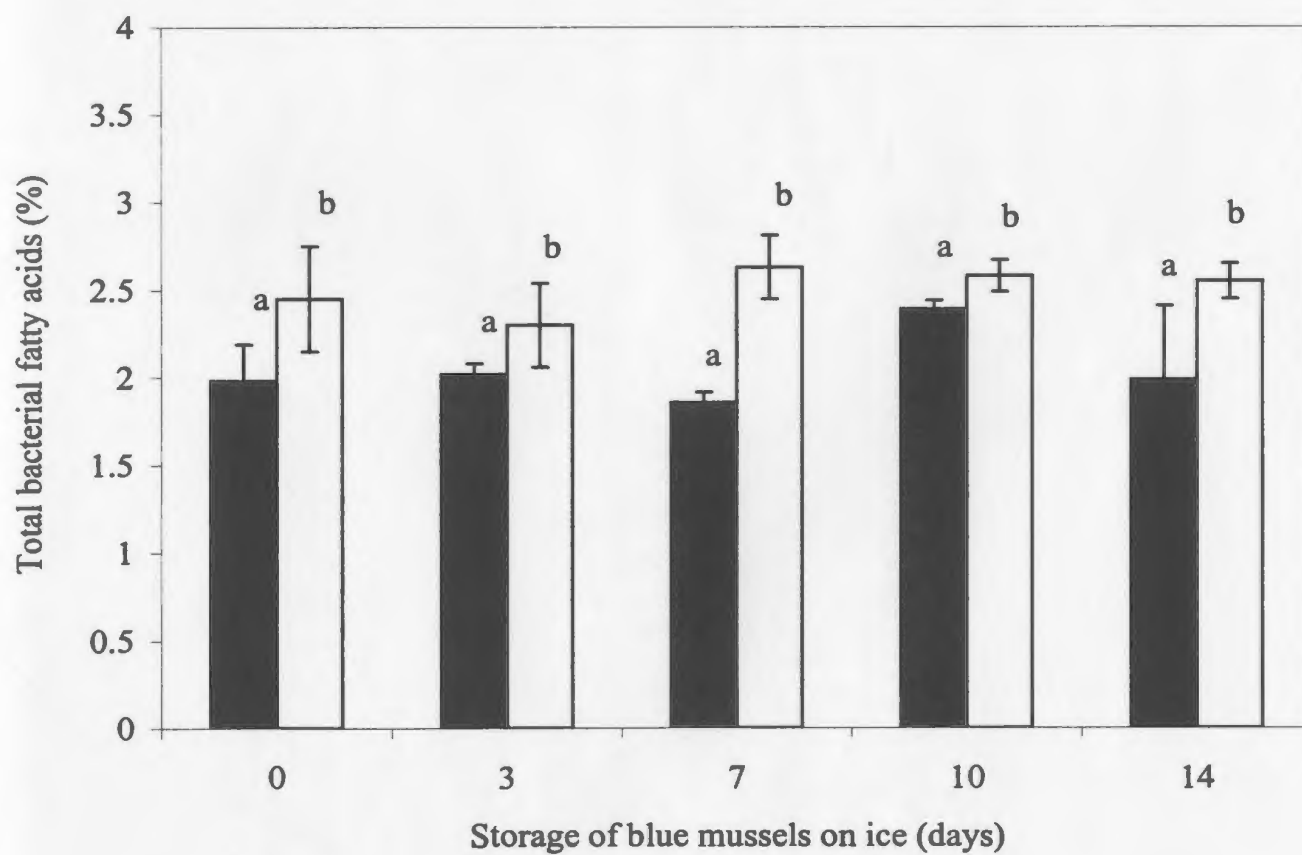 Total bacterial fatty acids (%)
4
3.5
3
2.5
2
1.5
1
0.5
0
a
b
a
b
a
b
a
b
a
b
0
3
7
10
14
Storage of blue mussels on ice (days)